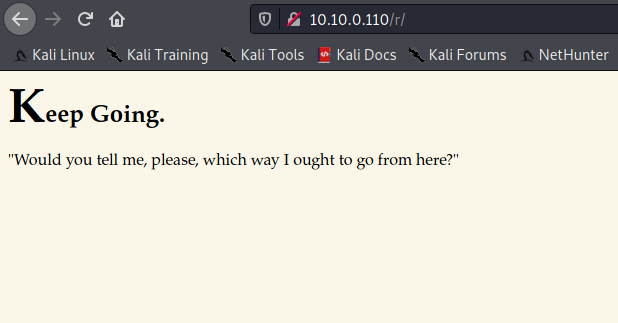 10.10.0.110/r/
Kali Linux Kali Training Kali Tools Kali Docs Kali Forums NetHunter
Keep Going.
"Would you tell me, please, which way I ought to go from here?"